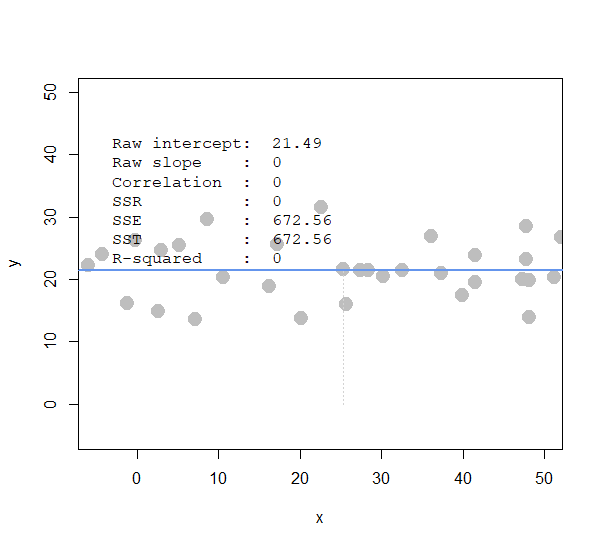 50
40
30
20
10
0
y
Raw intercept: 21.49
Raw slope : 0
Correlation : 0
SSR : 0
SSE : 672.56
SST : 672.56
R-squared : 0
0 10 20 30 40 50
x